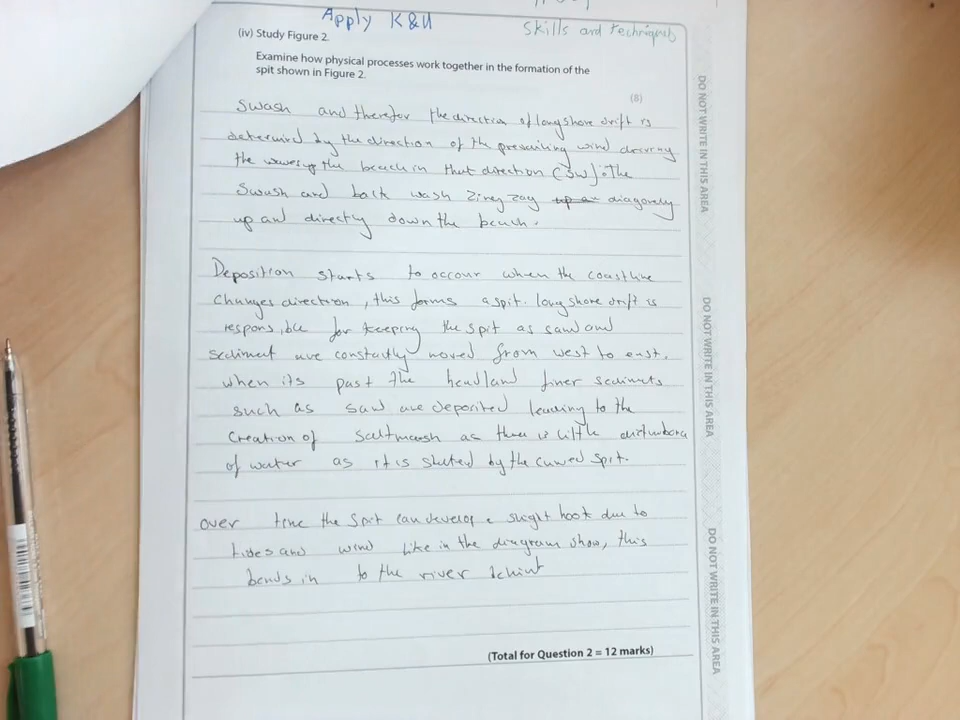 Apply K&U
Skills and techniques
(iv) Study Figure 2.
Examine how physical processes work together in the formation of the
spit shown in Figure 2.
(8)
Swash and therefor the direction of longshore drift is
determind by the direction of the prevailing wind driving
the waves up the beach in that direction (SW). The
Swash and back wash zingzag up an diagonely
up and directly down the beach.
Deposition starts to occour when the coastline
Changes direction, this forms a spit. longshore drift is
responsible for keeping the spit as sand and
Sediment are constantly moved from west to east.
when its past the headland finer sediments
such as sand are deposited leading to the
Creation of Saltmarsh as there is little
of water as it is by the curved spit.
over time the spit can develop a slight hook due to
tides and wind like in the diagram show, this
bends in to the river behind
(Total for Question 2 = 12 marks)
DO NOT WRITE IN THIS AREA
DO NOT WRITE IN THIS AREA
DO NOT WRITE IN THIS AREA